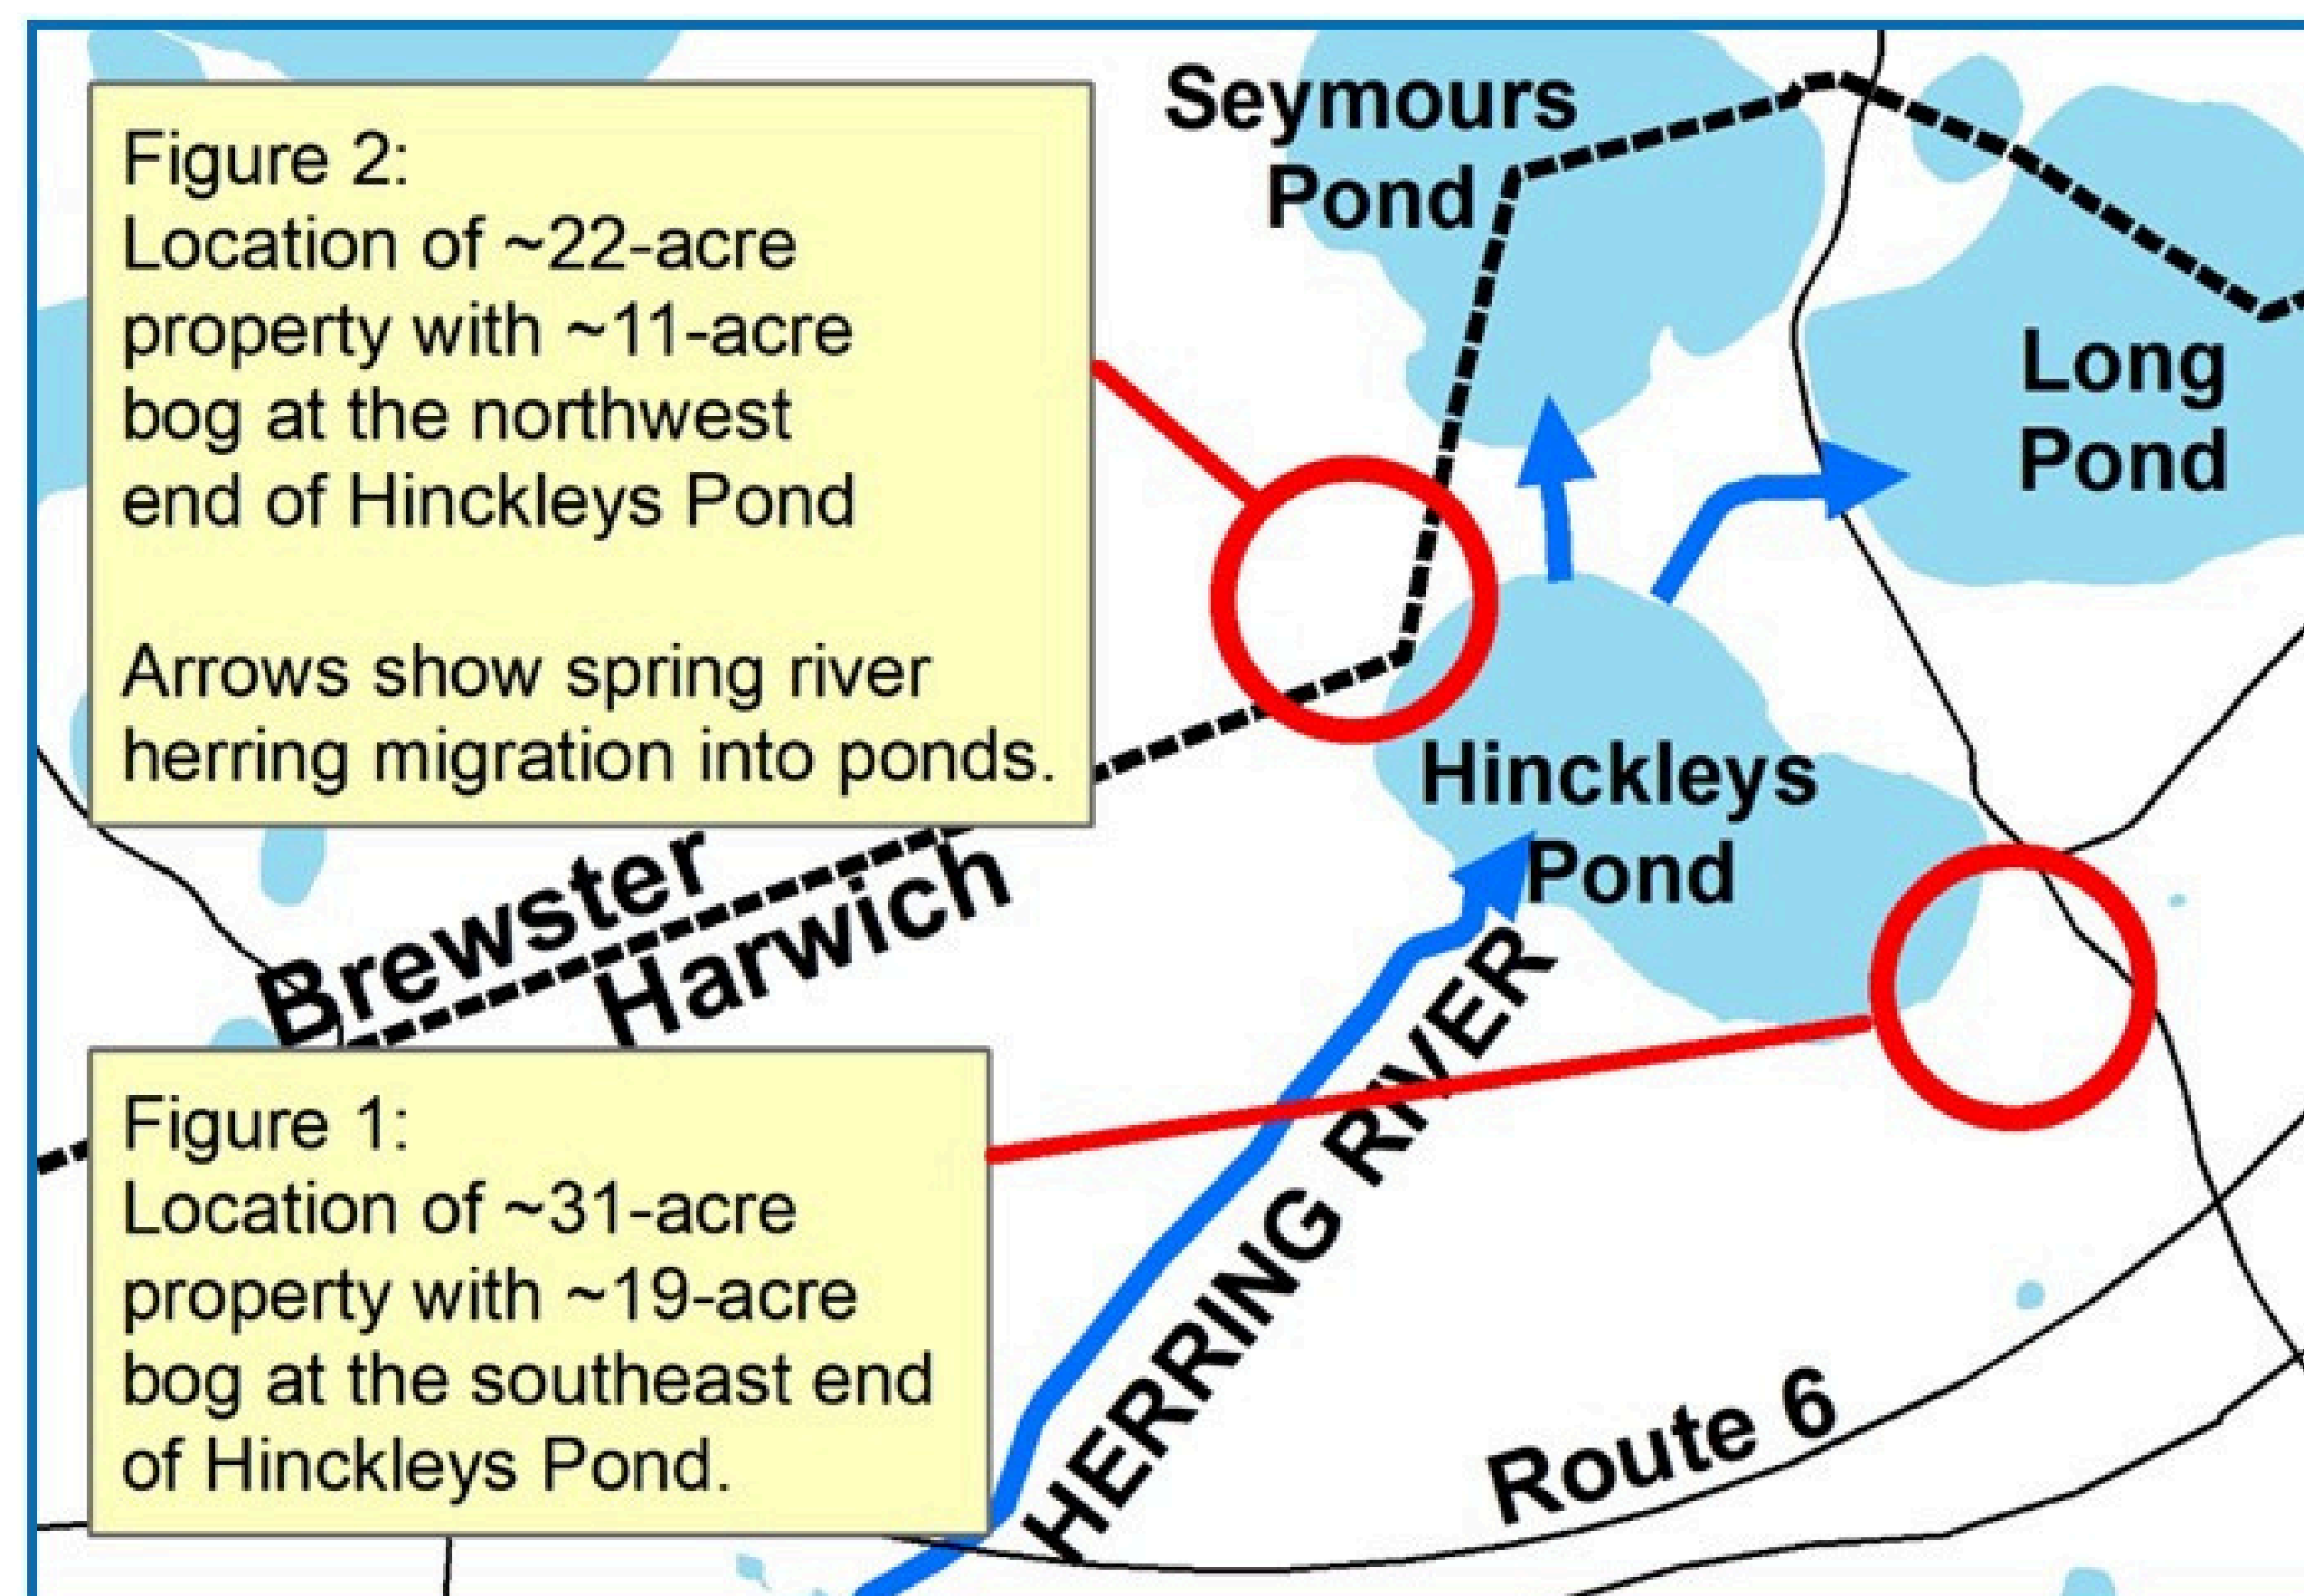 Figure 2:
Location of ~22-acre
property with ~11-acre
bog at the northwest
end of Hinckleys Pond
Arrows show spring river
herring migration into ponds.
Seymours
Pond
Long
Pond
Hinckleys
Pond
Brewster
Harwich
HERRING RIVER
Figure 1:
Location of ~31-acre
property with ~19-acre
bog at the southeast end
of Hinckleys Pond.
Route 6